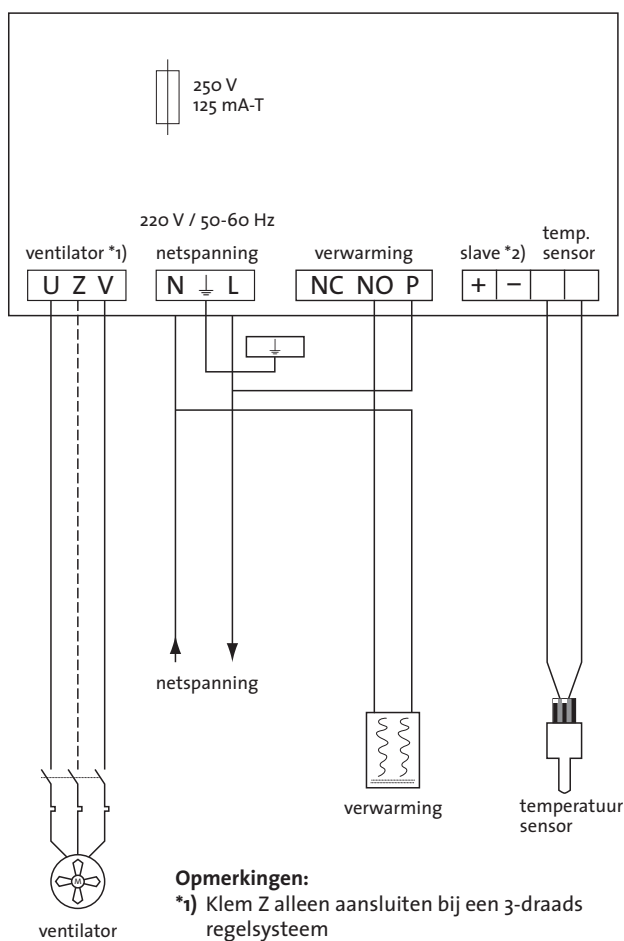 250 V
125 mA-T
220 V / 50-60 Hz
ventilator *1)
netspanning
verwarming
slave *2)
temp.
sensor
U Z V
N ⏚ L
NC NO P
+ −
netspanning
verwarming
temperatuur
sensor
M
ventilator
Opmerkingen:
*1) Klem Z alleen aansluiten bij een 3-draads
regelsysteem